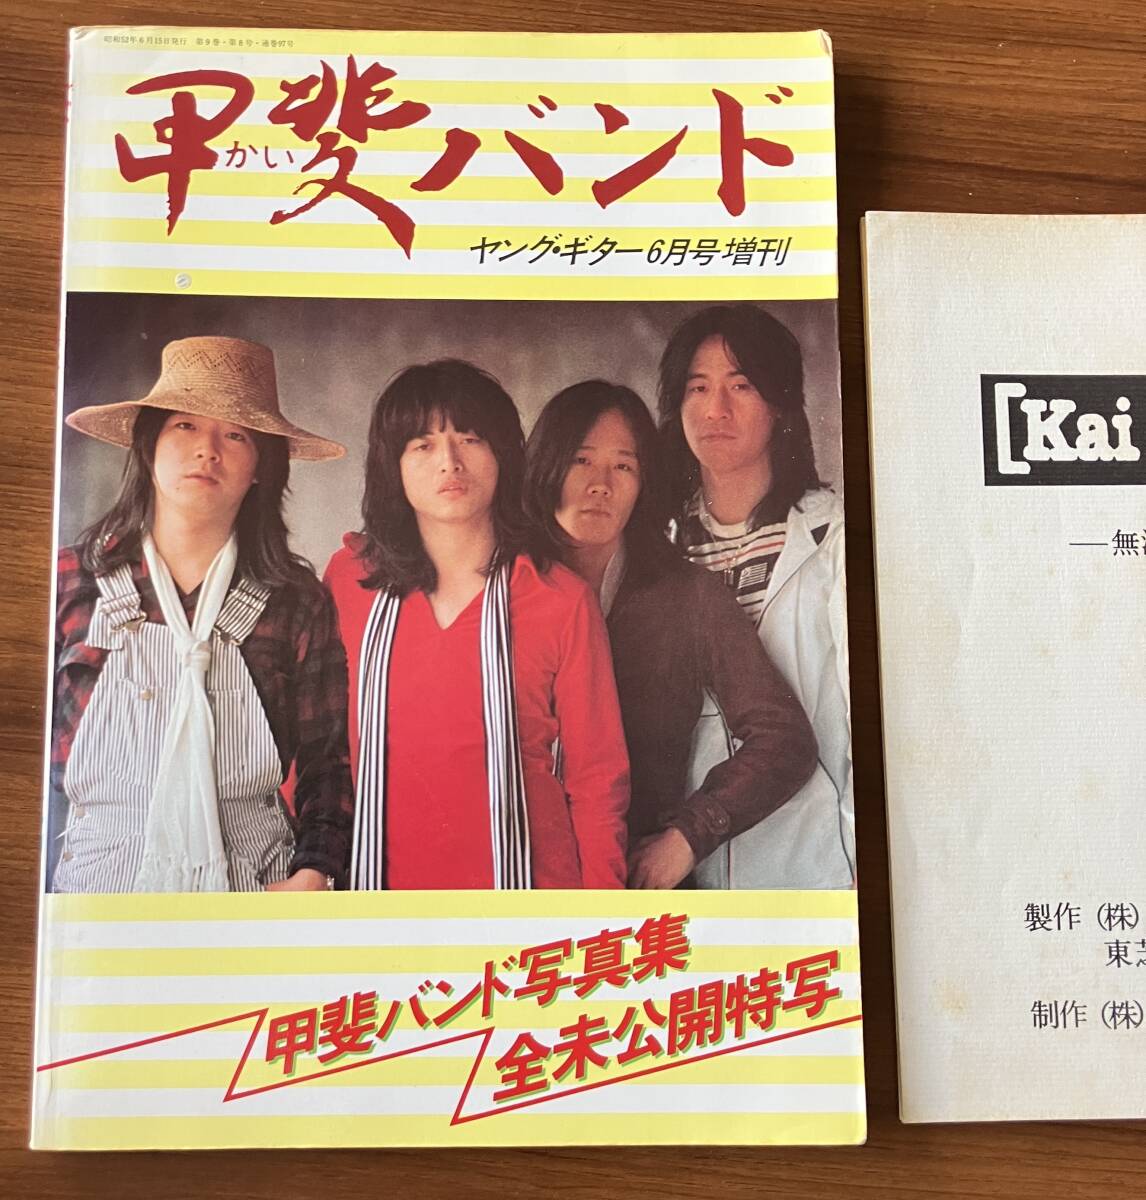 昭和52年6月15日発行 第9巻・第8号・通巻97号
甲斐バンド
かい
ヤング・ギター6月号増刊
甲斐バンド写真集
全未公開特写
[Kai
—無
製作 (株)
東芝
制作 (株)